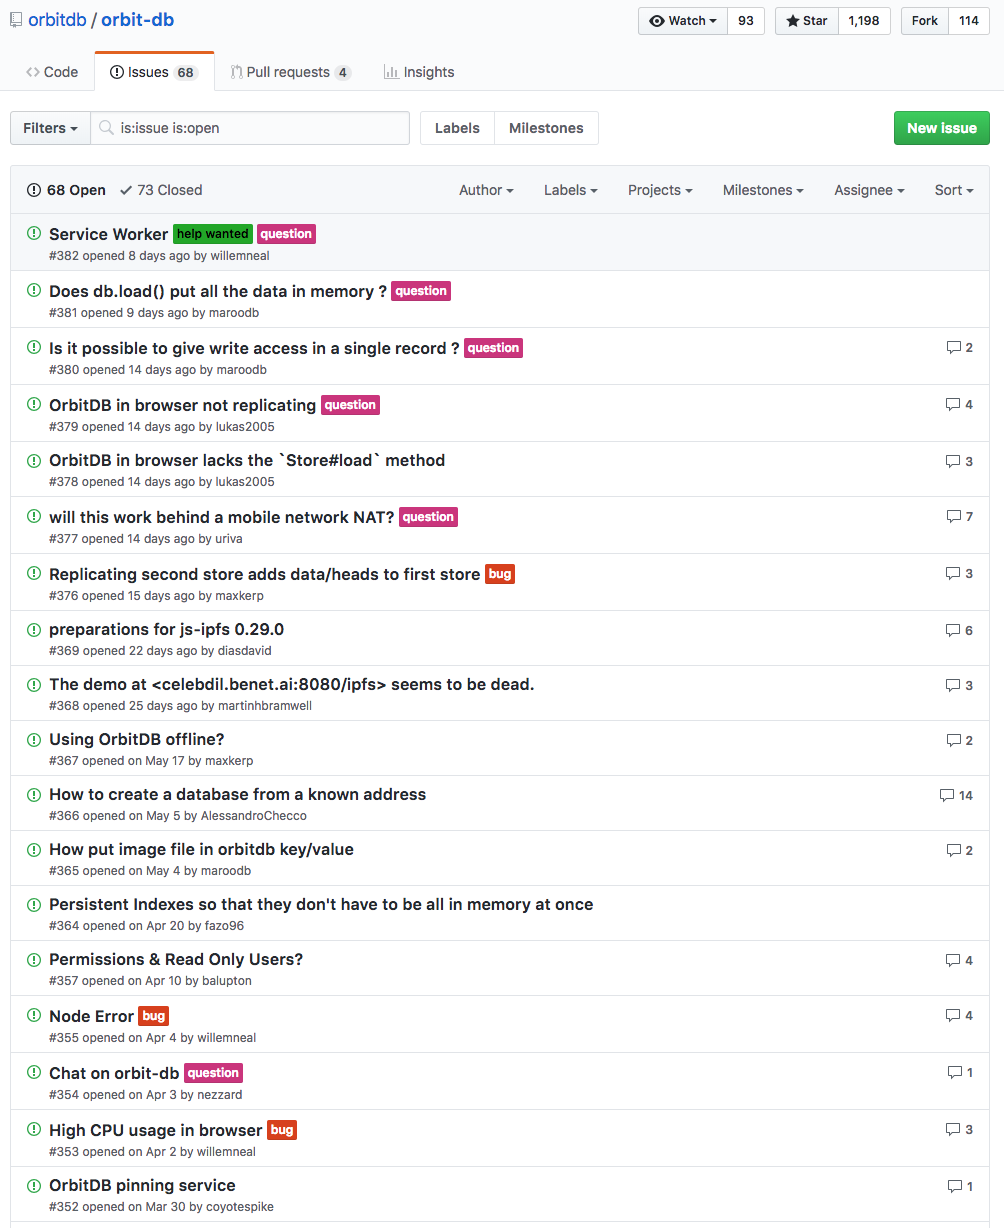 orbitdb / orbit-db
Watch 93 Star 1,198 Fork 114
Code Issues 68 Pull requests 4 Insights
Filters is:issue is:open Labels Milestones New issue
68 Open 73 Closed Author Labels Projects Milestones Assignee Sort
Service Worker help wanted question
#382 opened 8 days ago by willemneal
Does db.load() put all the data in memory ? question
#381 opened 9 days ago by maroodb
Is it possible to give write access in a single record ? question 2
#380 opened 14 days ago by maroodb
OrbitDB in browser not replicating question 4
#379 opened 14 days ago by lukas2005
OrbitDB in browser lacks the `Store#load` method 3
#378 opened 14 days ago by lukas2005
will this work behind a mobile network NAT? question 7
#377 opened 14 days ago by uriva
Replicating second store adds data/heads to first store bug 3
#376 opened 15 days ago by maxkerp
preparations for js-ipfs 0.29.0 6
#369 opened 22 days ago by diasdavid
The demo at <celebdil.benet.ai:8080/ipfs> seems to be dead. 3
#368 opened 25 days ago by martinhbramwell
Using OrbitDB offline? 2
#367 opened on May 17 by maxkerp
How to create a database from a known address 14
#366 opened on May 5 by AlessandroChecco
How put image file in orbitdb key/value 2
#365 opened on May 4 by maroodb
Persistent Indexes so that they don't have to be all in memory at once
#364 opened on Apr 20 by fazo96
Permissions & Read Only Users? 4
#357 opened on Apr 10 by balupton
Node Error bug 4
#355 opened on Apr 4 by willemneal
Chat on orbit-db question 1
#354 opened on Apr 3 by nezzard
High CPU usage in browser bug 3
#353 opened on Apr 2 by willemneal
OrbitDB pinning service 1
#352 opened on Mar 30 by coyotespike